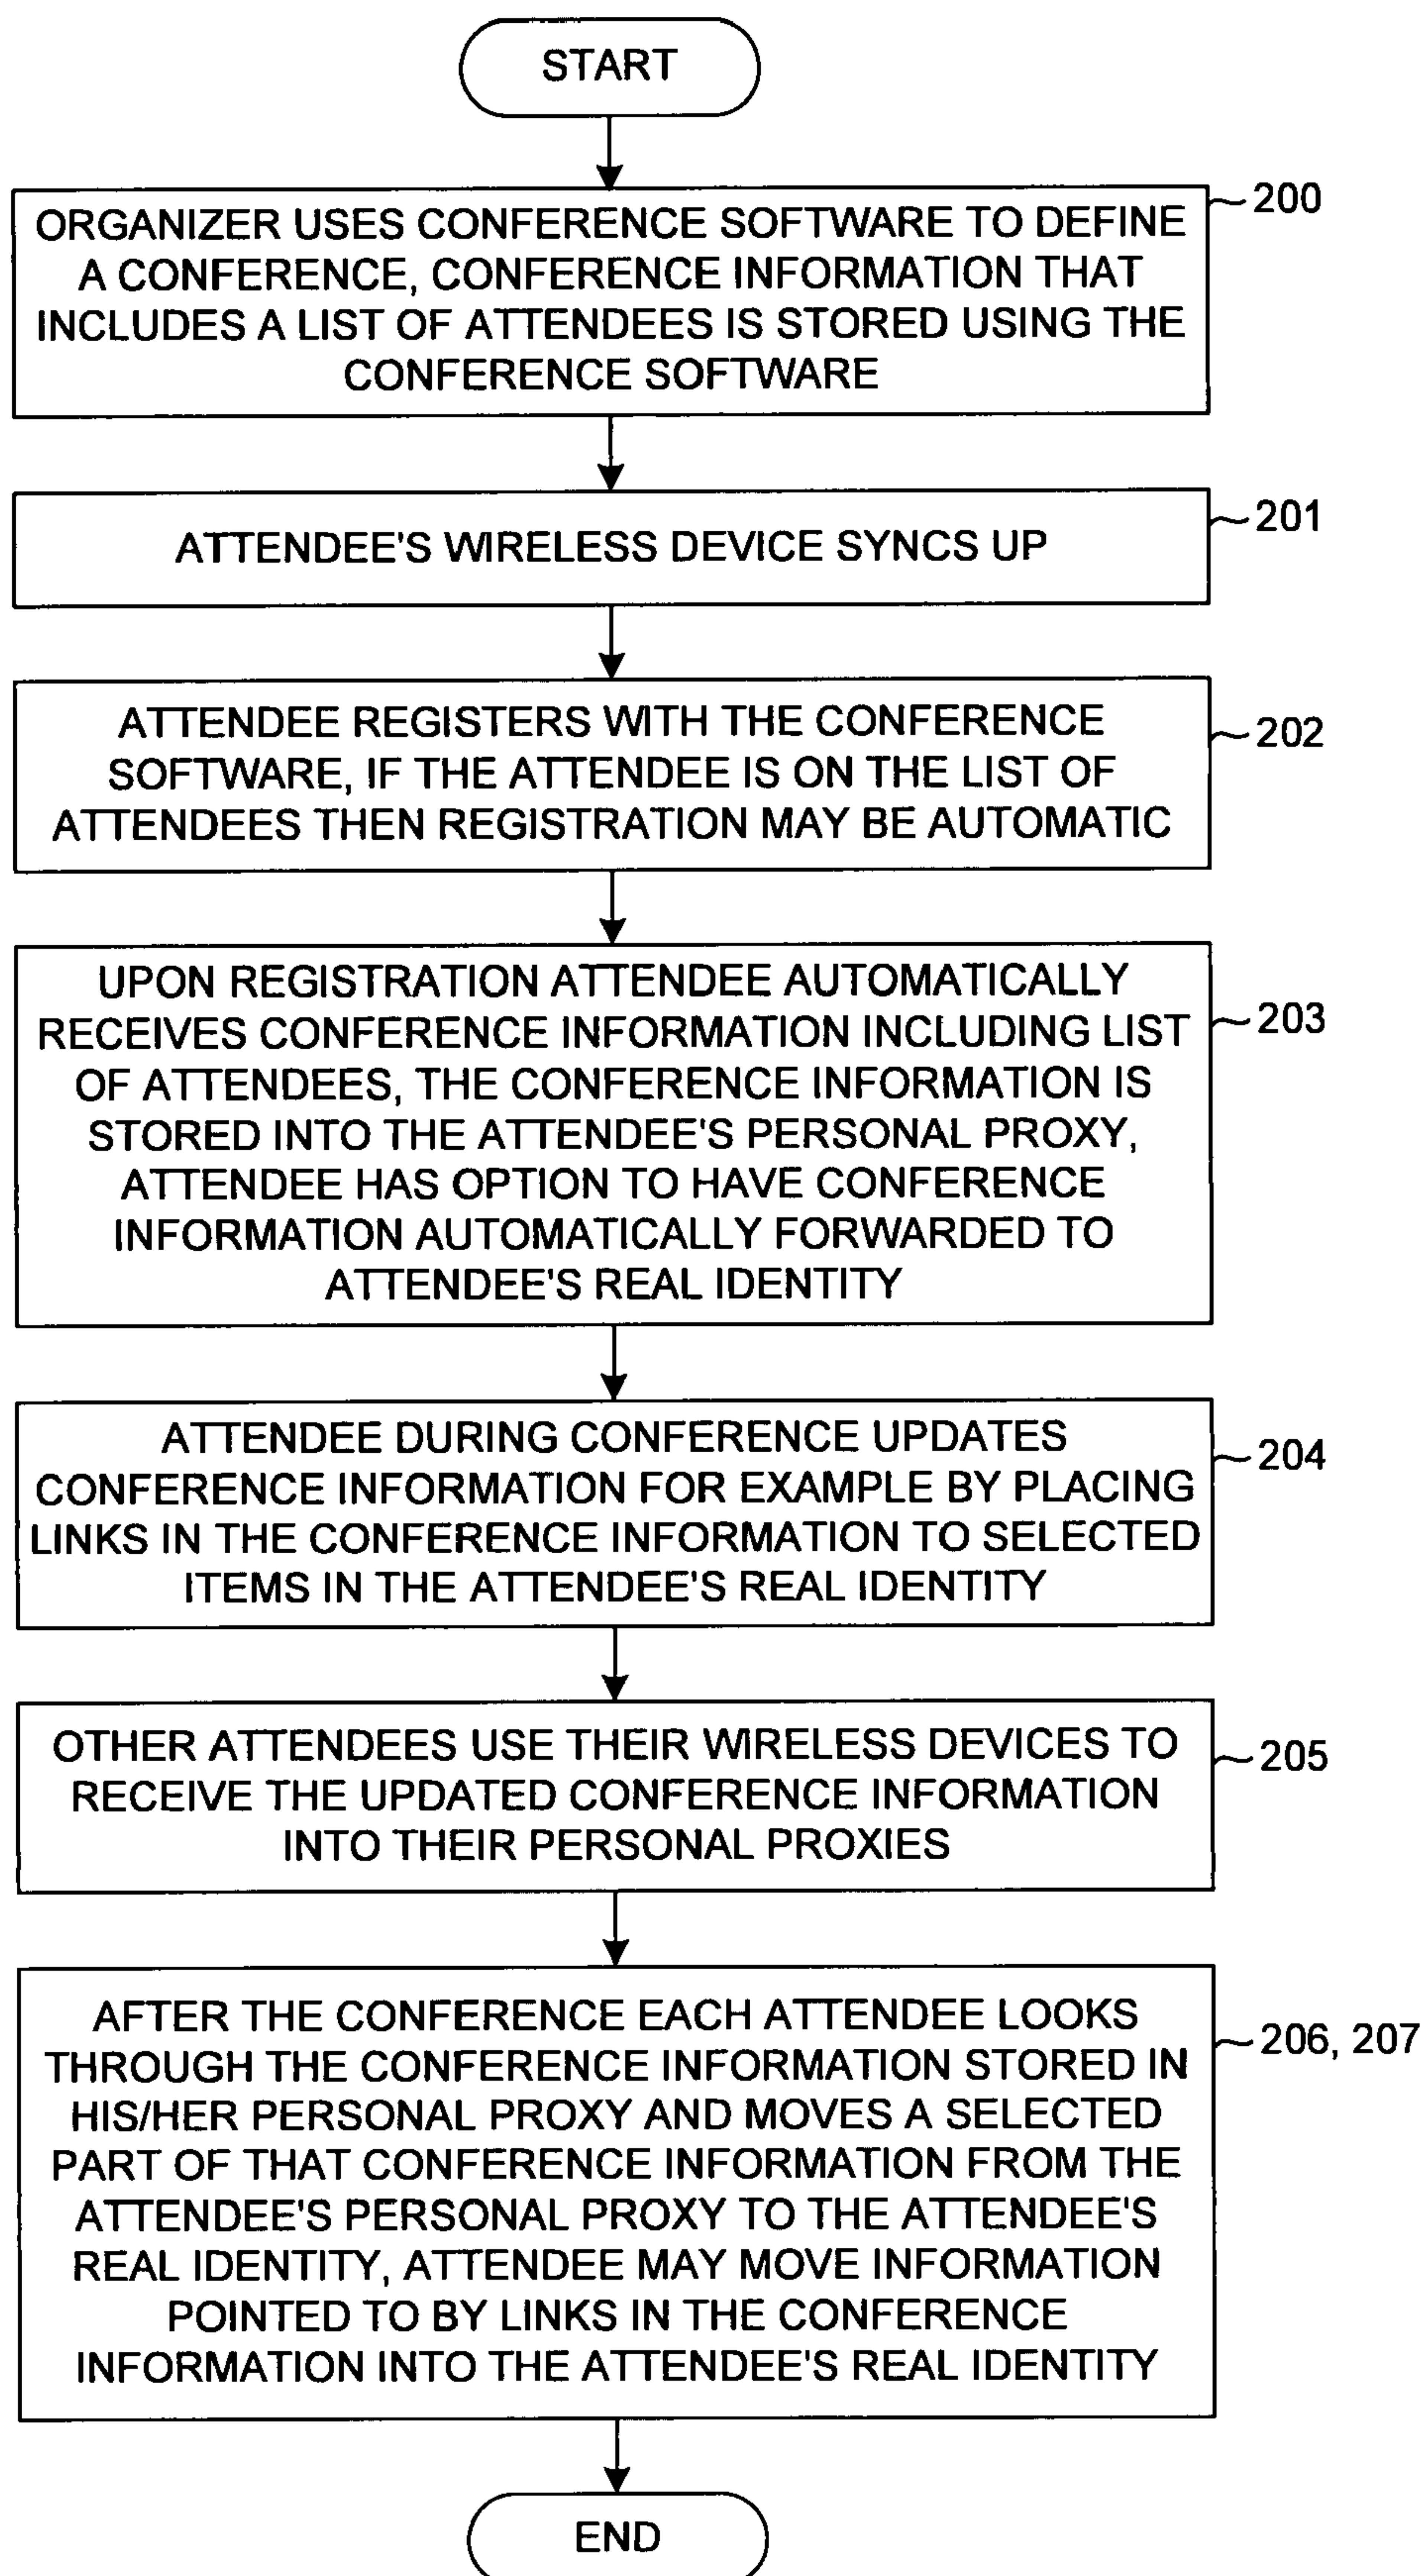 START
ORGANIZER USES CONFERENCE SOFTWARE TO DEFINE
A CONFERENCE, CONFERENCE INFORMATION THAT
INCLUDES A LIST OF ATTENDEES IS STORED USING THE
CONFERENCE SOFTWARE
200
ATTENDEE'S WIRELESS DEVICE SYNCS UP
201
ATTENDEE REGISTERS WITH THE CONFERENCE
SOFTWARE, IF THE ATTENDEE IS ON THE LIST OF
ATTENDEES THEN REGISTRATION MAY BE AUTOMATIC
202
UPON REGISTRATION ATTENDEE AUTOMATICALLY
RECEIVES CONFERENCE INFORMATION INCLUDING LIST
OF ATTENDEES, THE CONFERENCE INFORMATION IS
STORED INTO THE ATTENDEE'S PERSONAL PROXY,
ATTENDEE HAS OPTION TO HAVE CONFERENCE
INFORMATION AUTOMATICALLY FORWARDED TO
ATTENDEE'S REAL IDENTITY
203
ATTENDEE DURING CONFERENCE UPDATES
CONFERENCE INFORMATION FOR EXAMPLE BY PLACING
LINKS IN THE CONFERENCE INFORMATION TO SELECTED
ITEMS IN THE ATTENDEE'S REAL IDENTITY
204
OTHER ATTENDEES USE THEIR WIRELESS DEVICES TO
RECEIVE THE UPDATED CONFERENCE INFORMATION
INTO THEIR PERSONAL PROXIES
205
AFTER THE CONFERENCE EACH ATTENDEE LOOKS
THROUGH THE CONFERENCE INFORMATION STORED IN
HIS/HER PERSONAL PROXY AND MOVES A SELECTED
PART OF THAT CONFERENCE INFORMATION FROM THE
ATTENDEE'S PERSONAL PROXY TO THE ATTENDEE'S
REAL IDENTITY, ATTENDEE MAY MOVE INFORMATION
POINTED TO BY LINKS IN THE CONFERENCE
INFORMATION INTO THE ATTENDEE'S REAL IDENTITY
206, 207
END